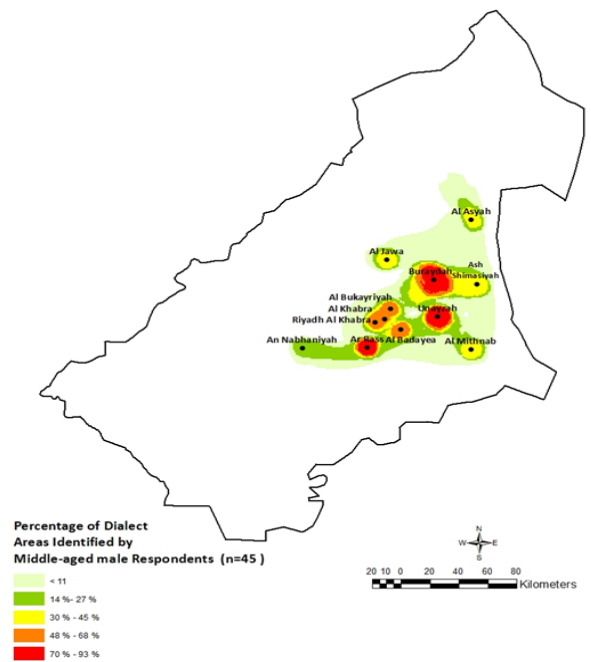 Al Asyah
Al Jawa
Ash
Buraydah Shimasiyah
Al Bukayriyah
Al Khabra
Unayzah
Riyadh Al Khabra
An Nabhaniyah
Ar Rass
Al Badayea
Al Mithnab
Percentage of Dialect
Areas Identified by
Middle-aged male Respondents (n=45 )
< 11
14 %- 27 %
30 % - 45 %
48 % - 68 %
70 % - 93 %
N
W E
S
20 10 0 20 40 60 80
Kilometers